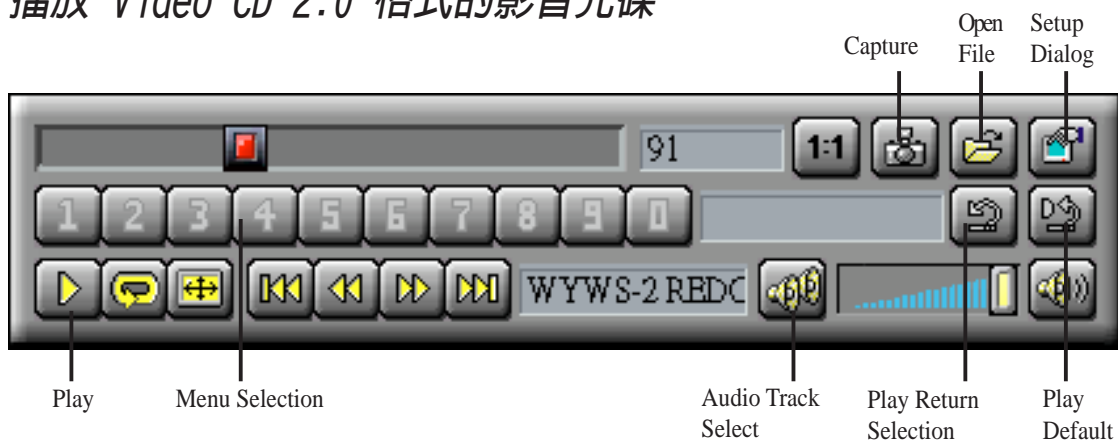 播放 Video CD 2.0 格式的影音光碟
Capture
Open
File
Setup
Dialog
91
1:1
1 2 3 4 5 6 7 8 9 0
D
WYWS-2 REDC
Play
Menu Selection
Audio Track
Select
Play Return
Selection
Play
Default